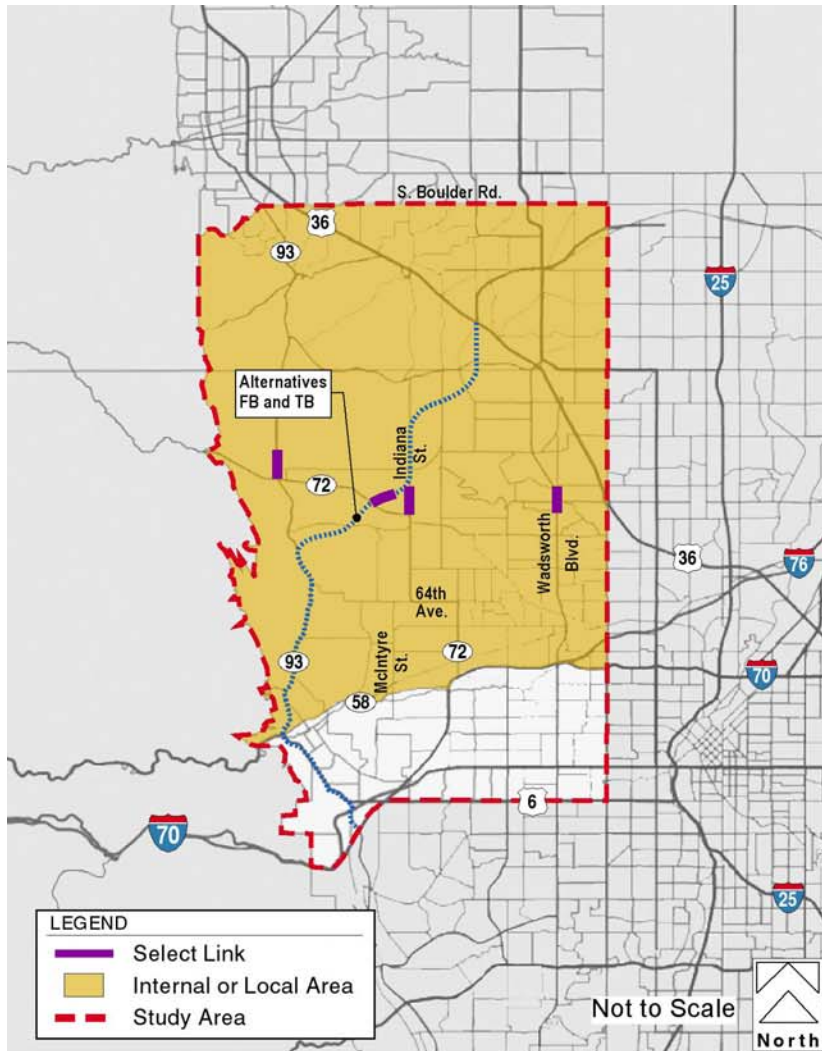 S. Boulder Rd.
36
93
25
Alternatives
FB and TB
Indiana
St.
72
Wadsworth
Blvd.
36
76
64th
Ave.
McIntyre
St.
72
93
70
58
6
70
25
LEGEND
Select Link
Internal or Local Area
Study Area
Not to Scale
North